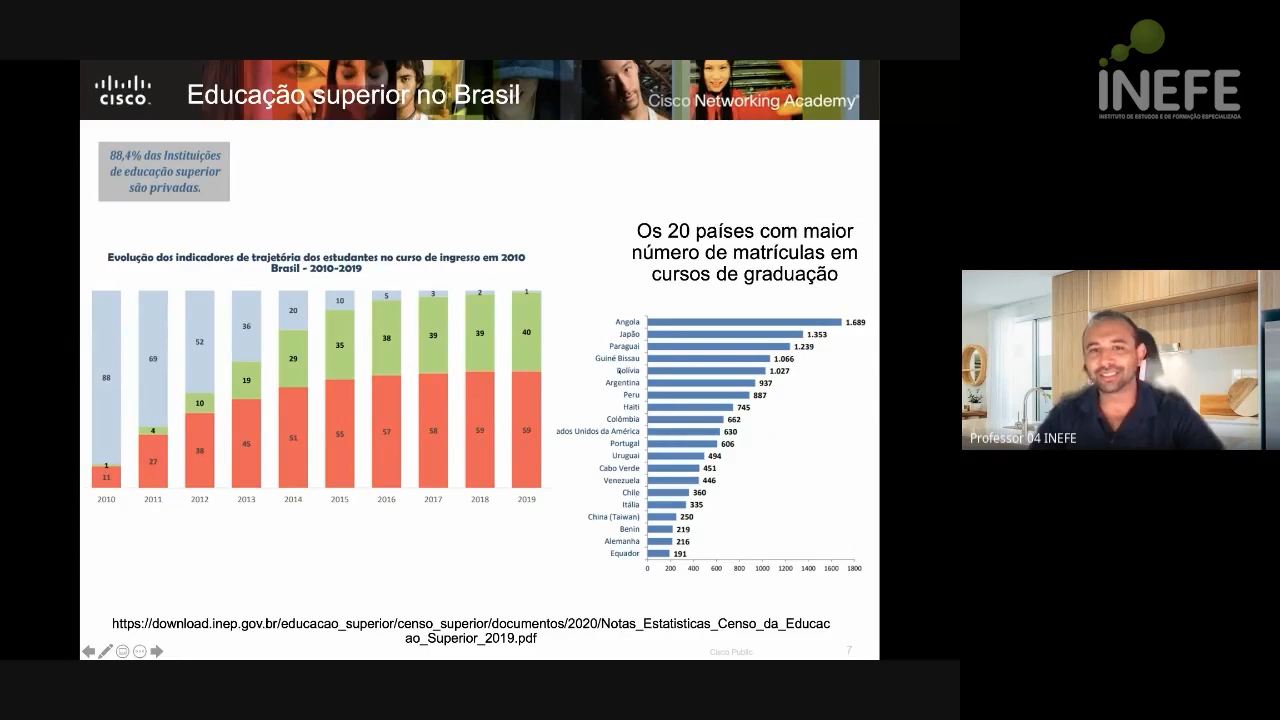 CISCO
Educação superior no Brasil
Cisco Networking Academy®
INEFE
INSTITUTO DE ESTUDOS E DE FORMAÇÃO ESPECIALIZADA
88,4% das Instituições
de educação superior
são privadas.
Evolução dos indicadores de trajetória dos estudantes no curso de ingresso em 2010
Brasil - 2010-2019
88 69 52 36 20 10 5 3 2 1
1 4 10 19 29 35 38 39 39 40
11 27 38 45 51 55 57 58 59 59
2010 2011 2012 2013 2014 2015 2016 2017 2018 2019
Os 20 países com maior
número de matrículas em
cursos de graduação
Angola 1.689
Japão 1.353
Paraguai 1.239
Guiné Bissau 1.066
Bolívia 1.027
Argentina 937
Peru 887
Haiti 745
Colômbia 662
ados Unidos da América 630
Portugal 606
Uruguai 494
Cabo Verde 451
Venezuela 446
Chile 360
Itália 335
China (Taiwan) 250
Benin 219
Alemanha 216
Equador 191
0 200 400 600 800 1000 1200 1400 1600 1800
https://download.inep.gov.br/educacao_superior/censo_superior/documentos/2020/Notas_Estatisticas_Censo_da_Educac
ao_Superior_2019.pdf
Cisco Public
7
Professor 04 INEFE